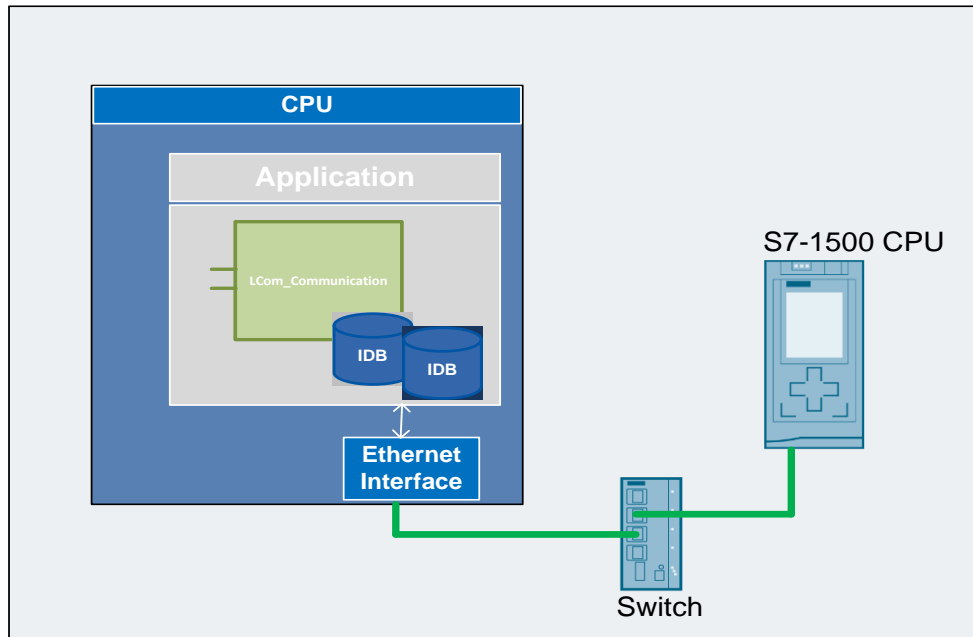 CPU
Application
LCom_Communication
IDB
IDB
Ethernet
Interface
S7-1500 CPU
Switch